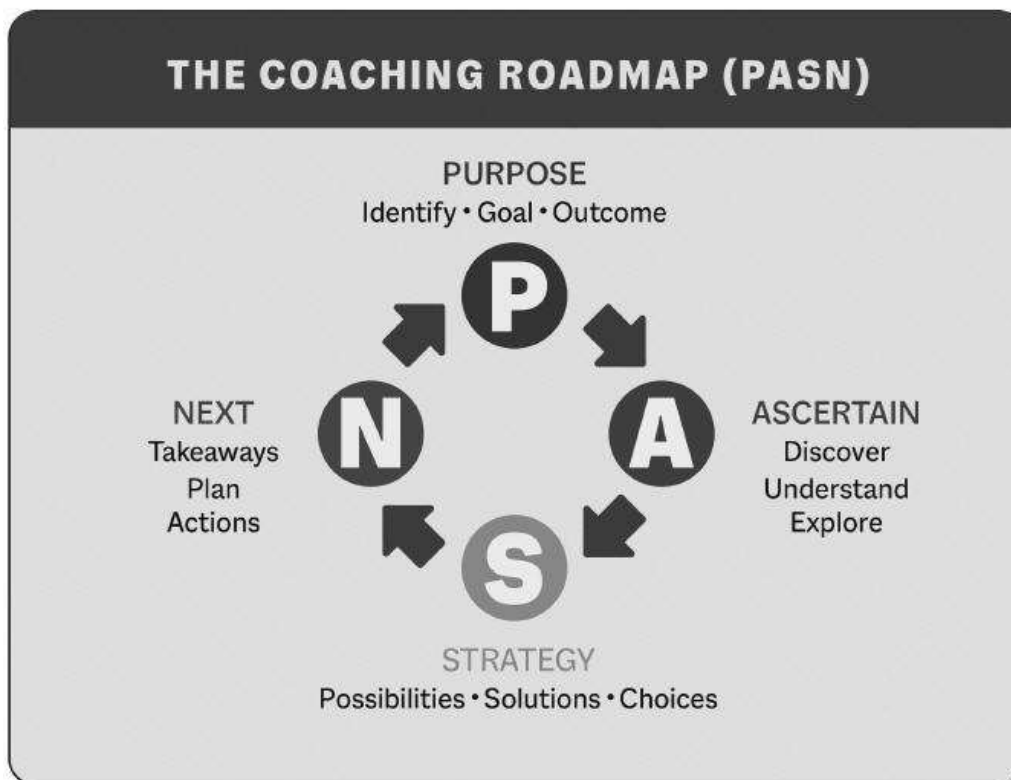 THE COACHING ROADMAP (PASN)
PURPOSE
Identify • Goal • Outcome
P
N
NEXT
Takeaways
Plan
Actions
A
ASCERTAIN
Discover
Understand
Explore
S
STRATEGY
Possibilities • Solutions • Choices